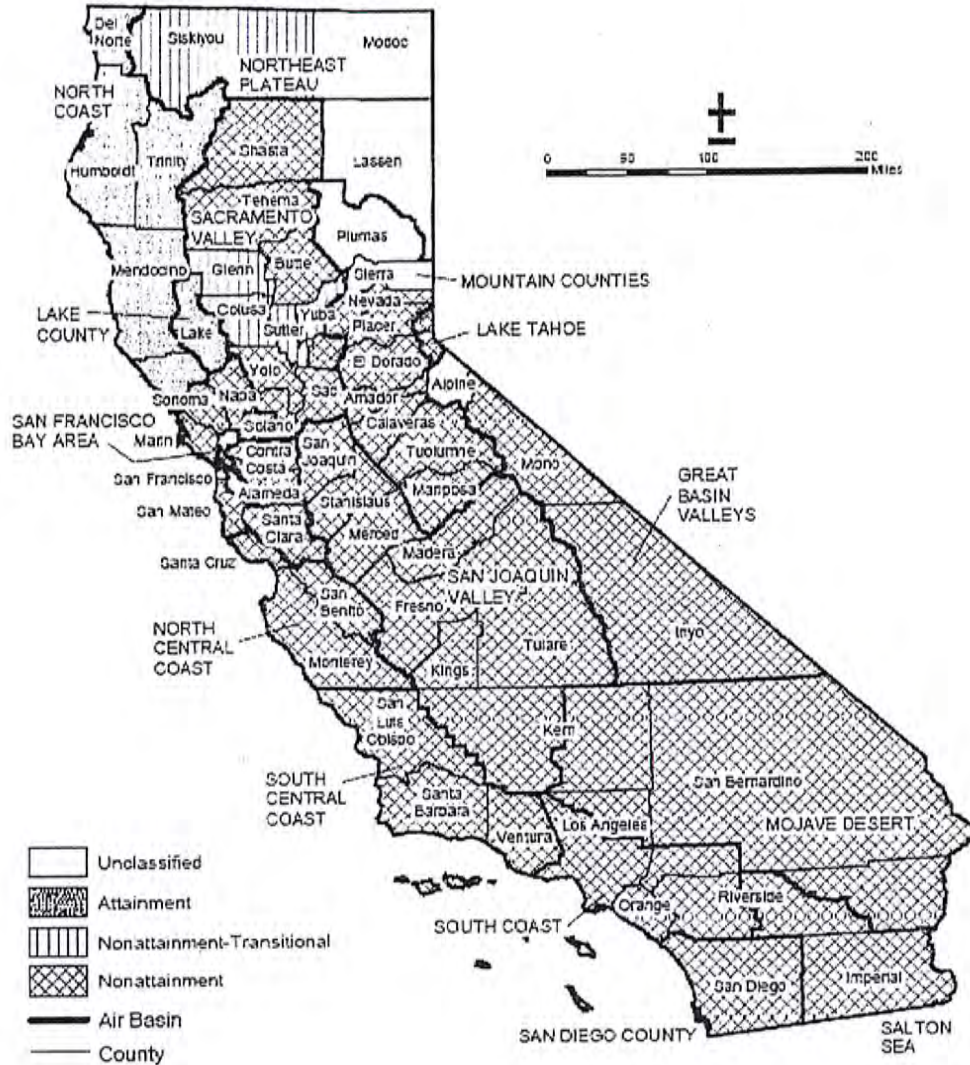 Del
Norte
Siskiyou
Modoc
NORTHEAST
PLATEAU
NORTH
COAST
Shasta
Trinity
Humboldt
Lassen
0 50 100 200
Miles
Tehema
SACRAMENTO
VALLEY
Plumas
Mendocino
Glenn
Butte
Sierra
MOUNTAIN COUNTIES
Nevada
Colusa
Yuba
LAKE
COUNTY
Lake
Sutter
Placer
LAKE TAHOE
Yolo
El Dorado
Alpine
Sonoma
Napa
Sac
Amador
Solano
Calaveras
SAN FRANCISCO
BAY AREA
Marin
Contra
Costa
San
Joaquin
Tuolumne
Mono
San Francisco
Alameda
Mariposa
GREAT
BASIN
VALLEYS
San Mateo
Stanislaus
Santa
Clara
Merced
Santa Cruz
Madera
SAN JOAQUIN
VALLEY
San
Benito
Fresno
NORTH
CENTRAL
COAST
Inyo
Tulare
Monterey
Kings
San
Luis
Obispo
Kern
SOUTH
CENTRAL
COAST
San Bernardino
Santa
Barbara
Ventura
Los Angeles
MOJAVE DESERT
Unclassified
Attainment
Nonattainment-Transitional
Nonattainment
Air Basin
County
Orange
Riverside
SOUTH COAST
San Diego
Imperial
SAN DIEGO COUNTY
SALTON
SEA